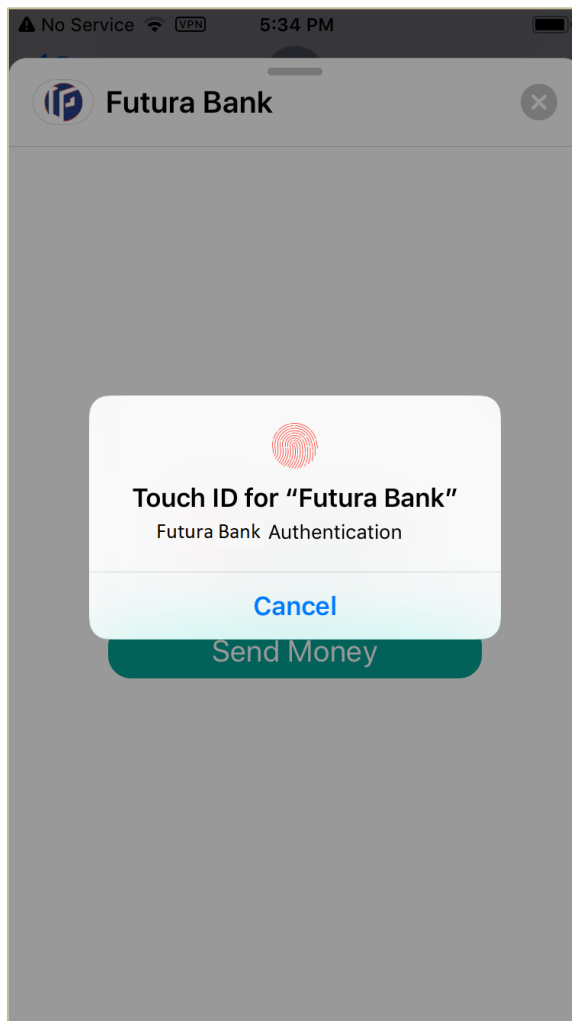 No Service VPN 5:34 PM
Futura Bank
Touch ID for “Futura Bank”
Futura Bank Authentication
Cancel
Send Money